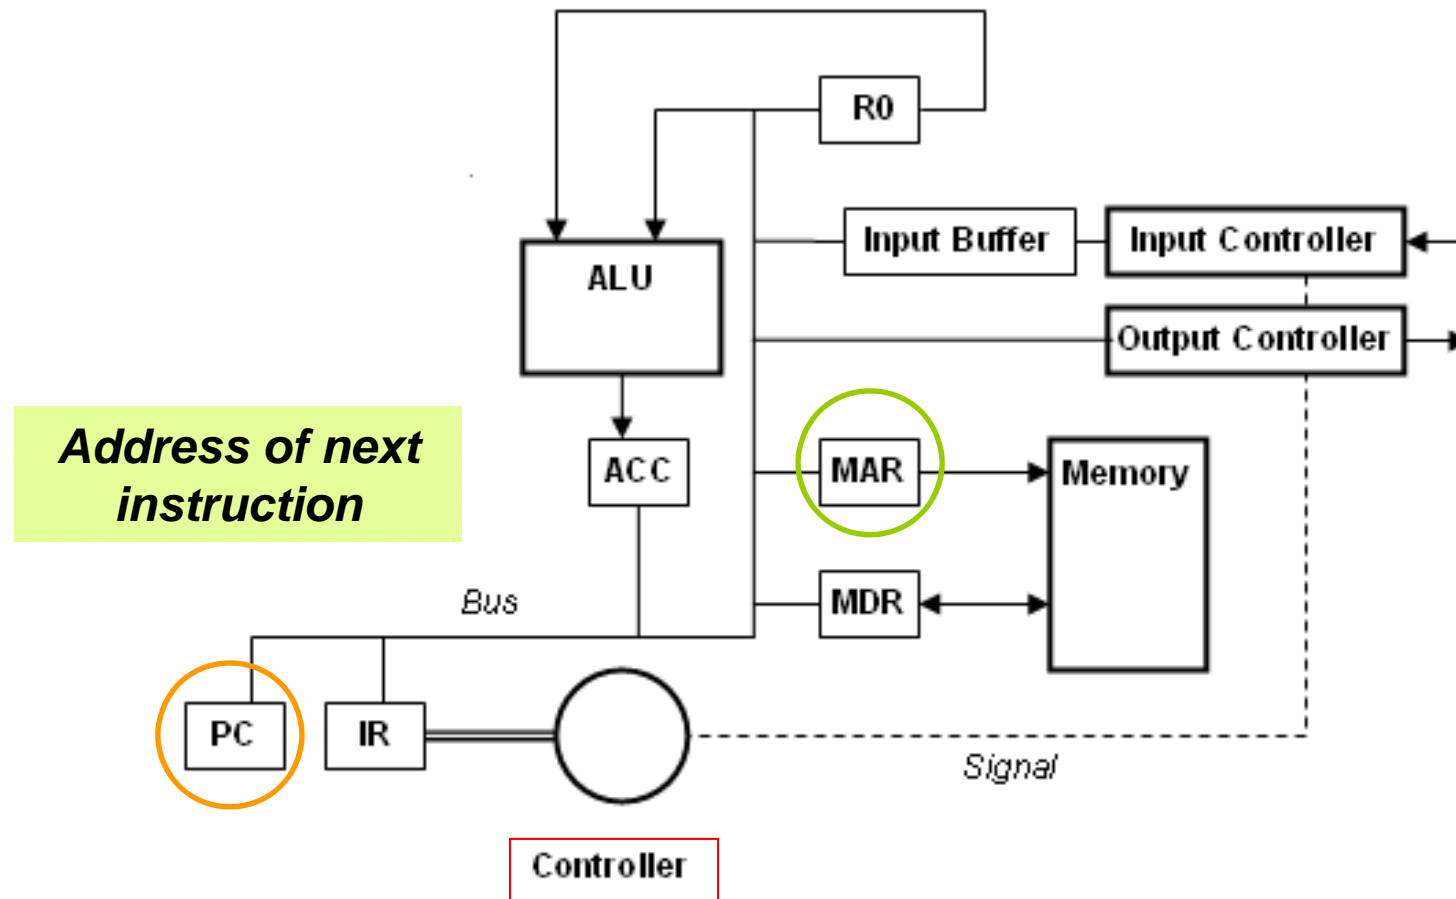 R0
Input Buffer
Input Controller
ALU
Output Controller
Address of next
instruction
ACC
MAR
Memory
Bus
MDR
PC
IR
Signal
Controller